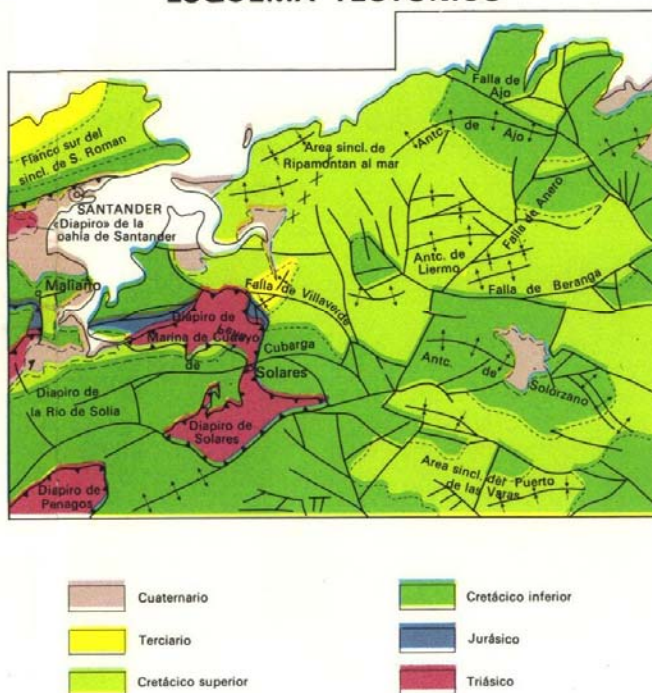 ESQUEMA TECTONICO
Falla de
Ajo
Antc. de Ajo
Flanco sur del
sincl. de S. Roman
Area sincl. de
Ripamontan al mar
SANTANDER
«Diapiro» de la
bahía de Santander
Falla de Anero
Antc. de
Liermo
Maliaño
Falla de Villaverde
Falla de Beranga
Diapiro de
Marina de Cudeyo
de
Cubarga
Solares
Antc. de Solorzano
Diapiro de
la Rio de Solia
Diapiro de
Solares
Area sincl. del Puerto
de las Varas
Diapiro de
Penagos
Cuaternario
Terciario
Cretácico superior
Cretácico inferior
Jurásico
Triásico